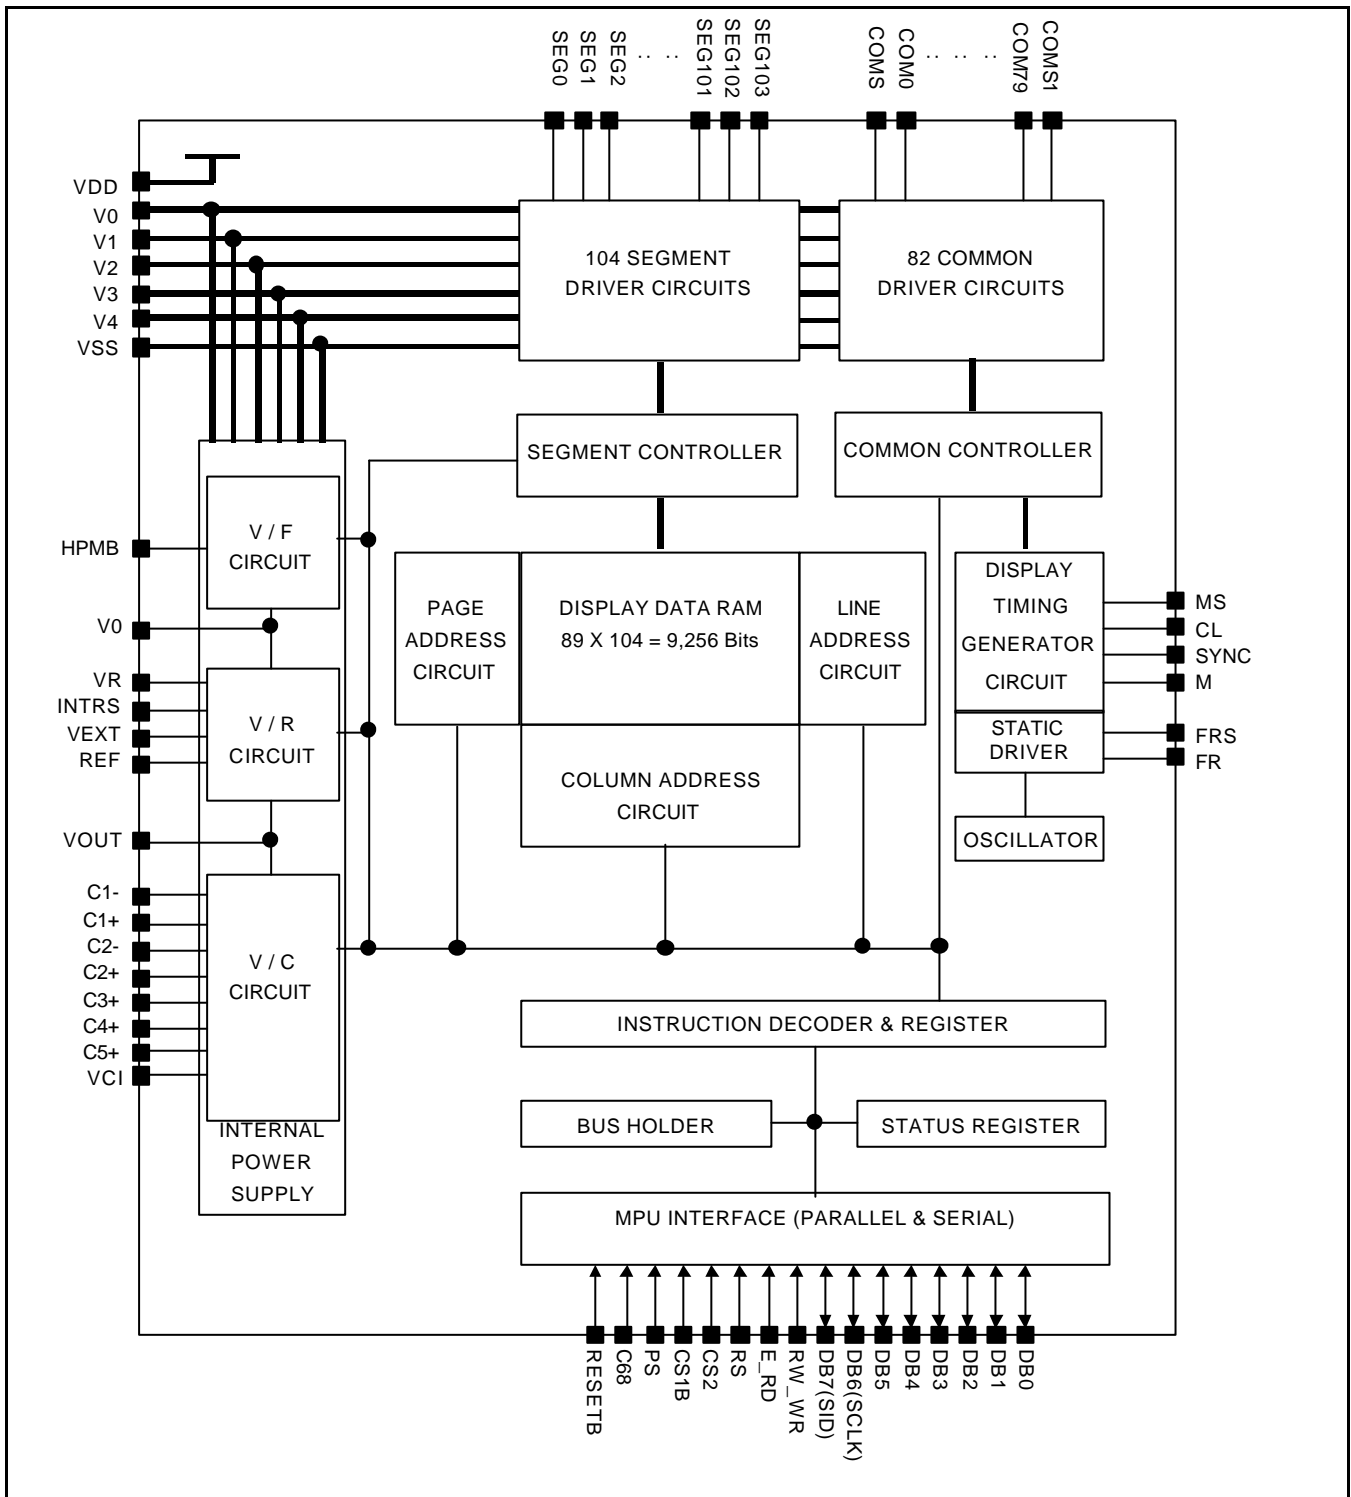 SEG0
SEG1
SEG2
.. ..
SEG101
SEG102
SEG103
COMS
COM0
.. .. ..
COM79
COMS1
VDD
V0
V1
V2
V3
V4
VSS
104 SEGMENT
DRIVER CIRCUITS
82 COMMON
DRIVER CIRCUITS
SEGMENT CONTROLLER
COMMON CONTROLLER
HPMB
V0
VR
INTRS
VEXT
REF
VOUT
C1-
C1+
C2-
C2+
C3+
C4+
C5+
VCI
V / F
CIRCUIT
V / R
CIRCUIT
V / C
CIRCUIT
INTERNAL
POWER
SUPPLY
PAGE
ADDRESS
CIRCUIT
DISPLAY DATA RAM
89 X 104 = 9,256 Bits
LINE
ADDRESS
CIRCUIT
COLUMN ADDRESS
CIRCUIT
DISPLAY
TIMING
GENERATOR
CIRCUIT
STATIC
DRIVER
OSCILLATOR
MS
CL
SYNC
M
FRS
FR
INSTRUCTION DECODER & REGISTER
BUS HOLDER
STATUS REGISTER
MPU INTERFACE (PARALLEL & SERIAL)
RESETB
C68
PS
CS1B
CS2
RS
E_RD
RW_WR
DB7(SID)
DB6(SCLK)
DB5
DB4
DB3
DB2
DB1
DB0